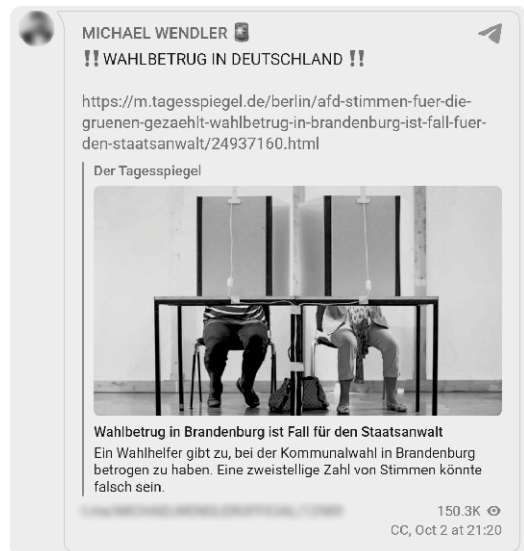 MICHAEL WENDLER
‼ WAHLBETRUG IN DEUTSCHLAND ‼
https://m.tagesspiegel.de/berlin/afd-stimmen-fuer-die-
gruenen-gezaehlt-wahlbetrug-in-brandenburg-ist-fall-fuer-
den-staatsanwalt/24937160.html
Der Tagesspiegel
Wahlbetrug in Brandenburg ist Fall für den Staatsanwalt
Ein Wahlhelfer gibt zu, bei der Kommunalwahl in Brandenburg
betrogen zu haben. Eine zweistellige Zahl von Stimmen könnte
falsch sein.
150.3K
CC, Oct 2 at 21:20